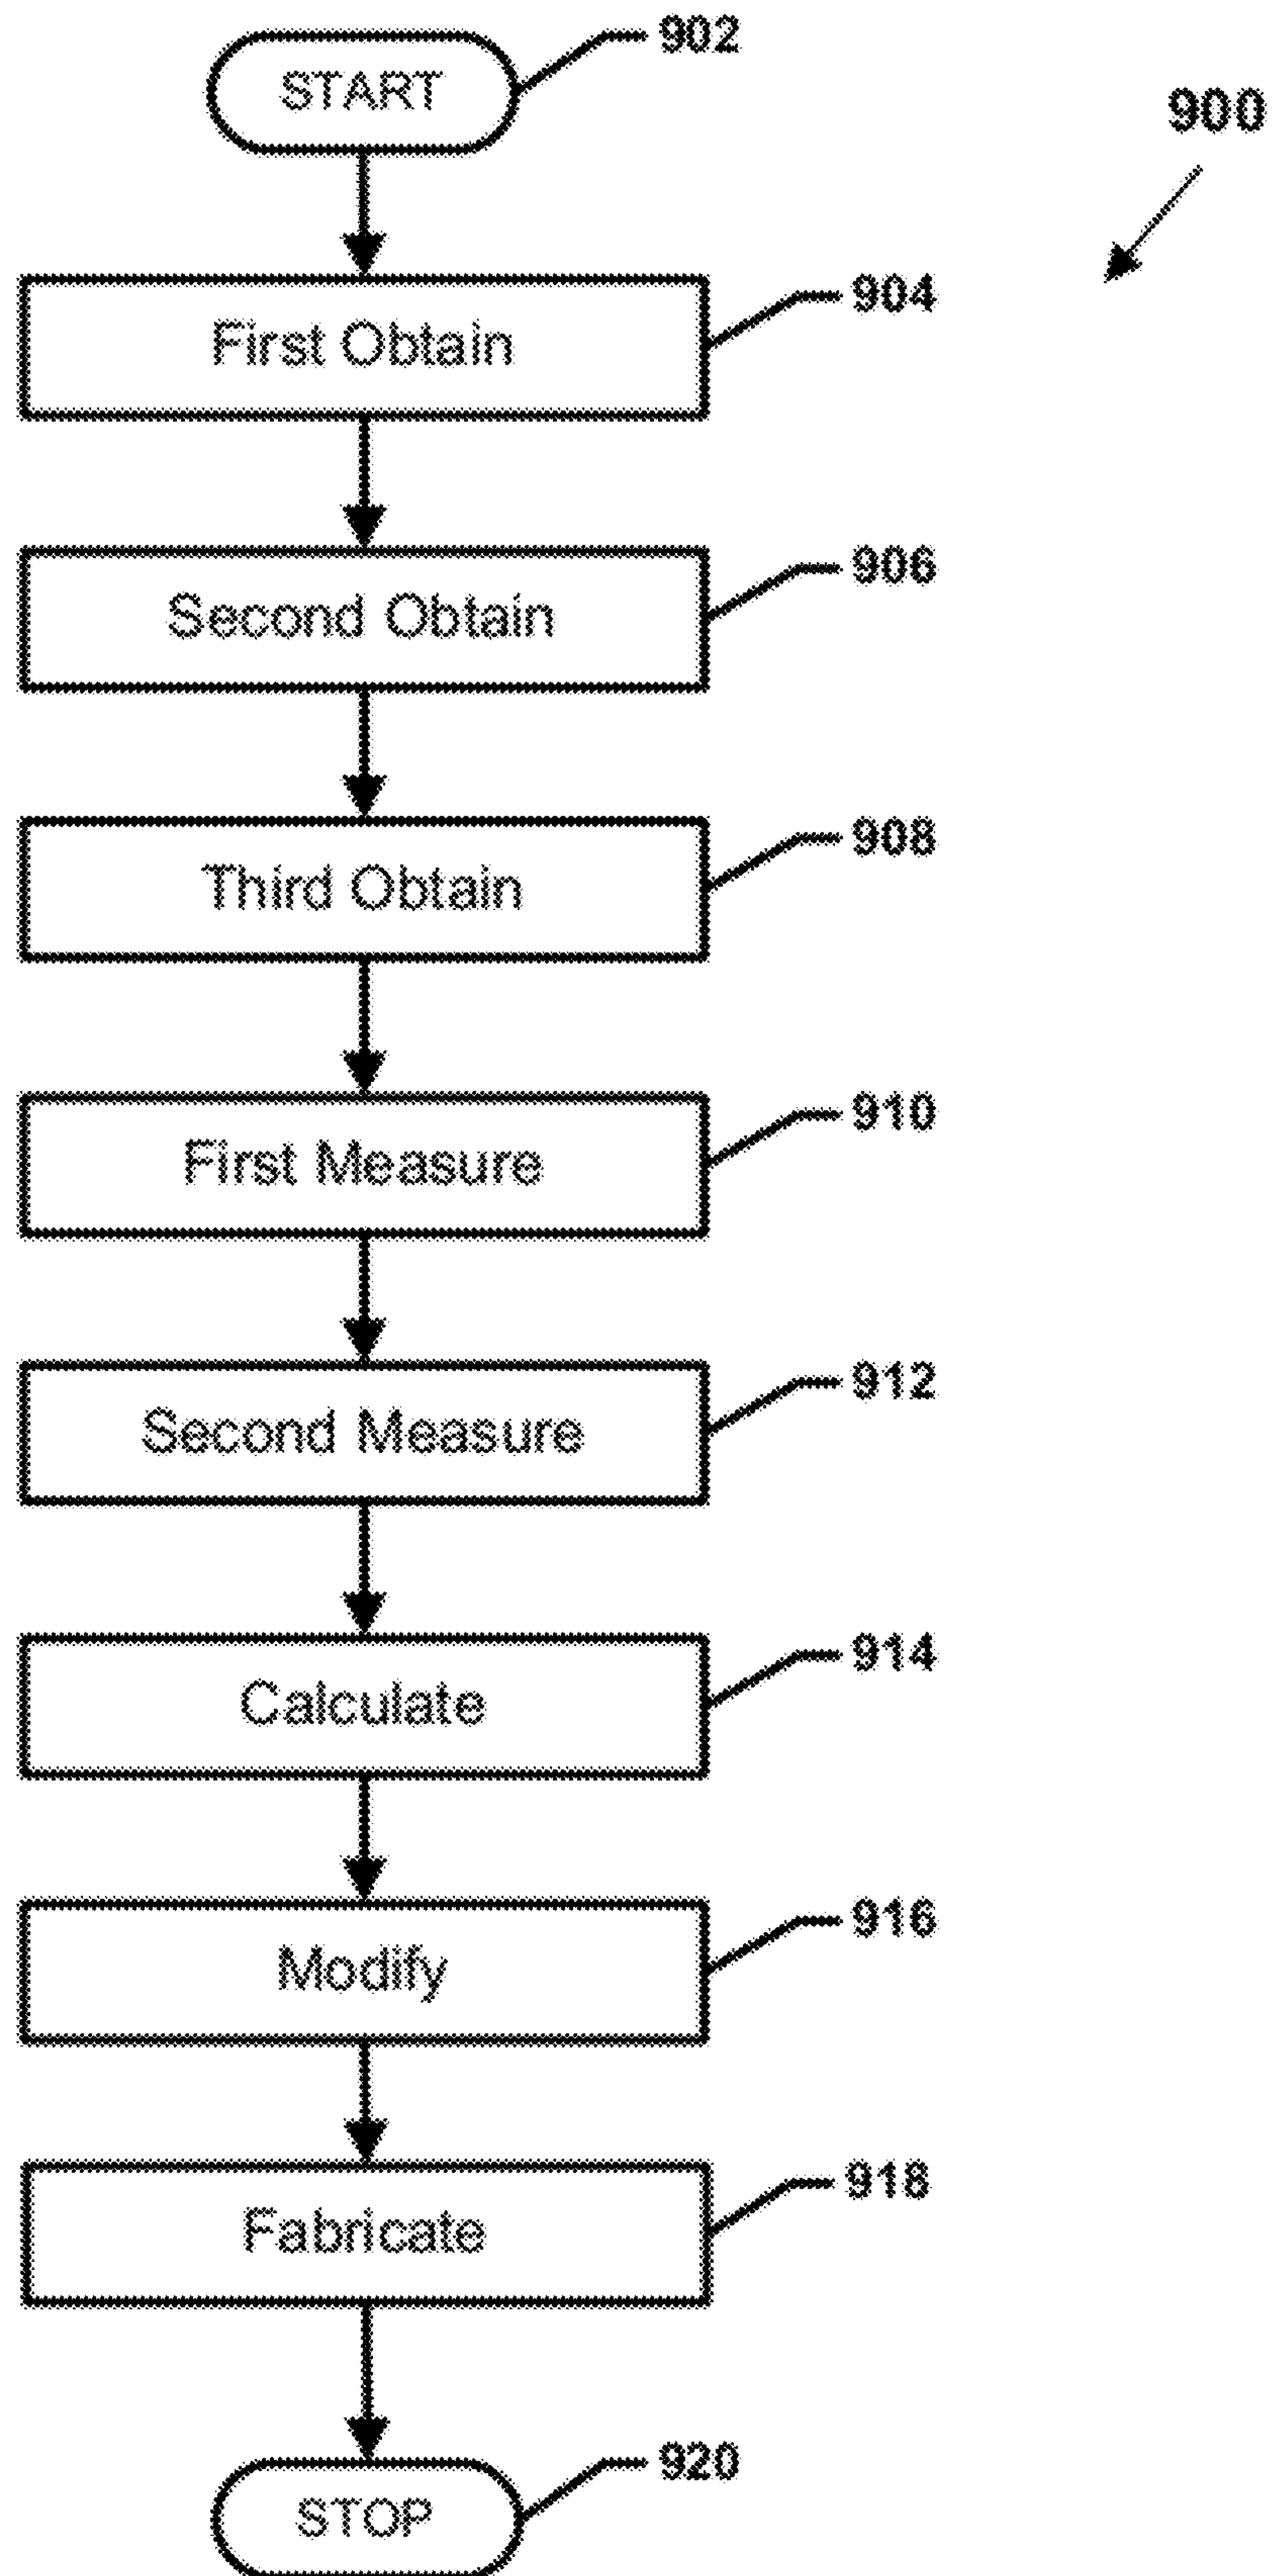 START
902
900
First Obtain
904
Second Obtain
906
Third Obtain
908
First Measure
910
Second Measure
912
Calculate
914
Modify
916
Fabricate
918
STOP
920